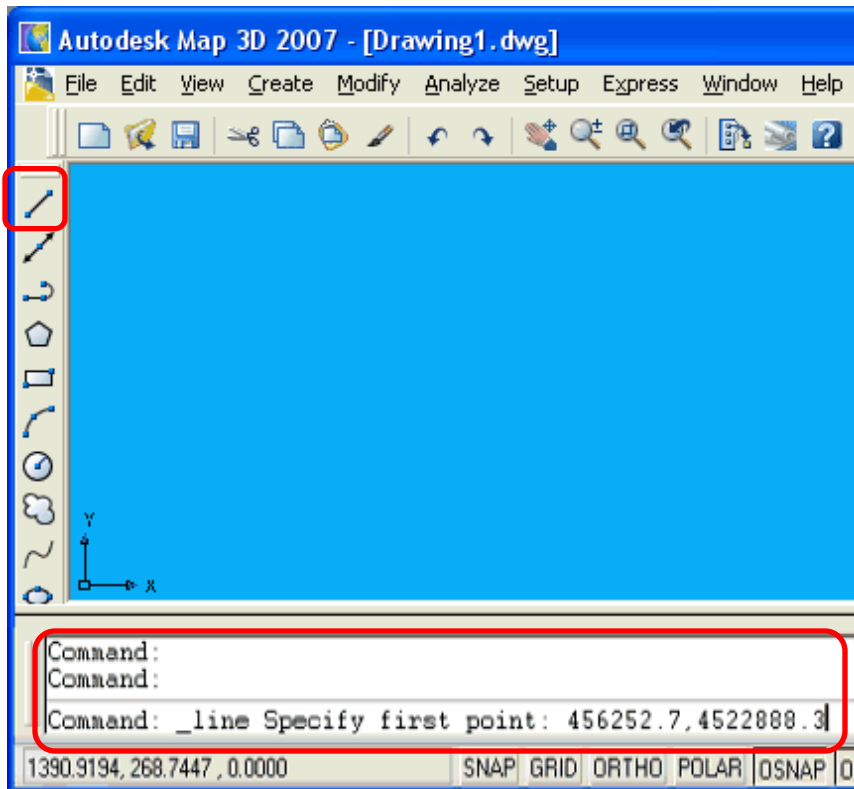 Autodesk Map 3D 2007 - [Drawing1.dwg]
File Edit View Create Modify Analyze Setup Express Window Help
Y
X
Command:
Command:
Command: _line Specify first point: 456252.7,4522888.3
1390.9194, 268.7447 , 0.0000 SNAP GRID ORTHO POLAR OSNAP O